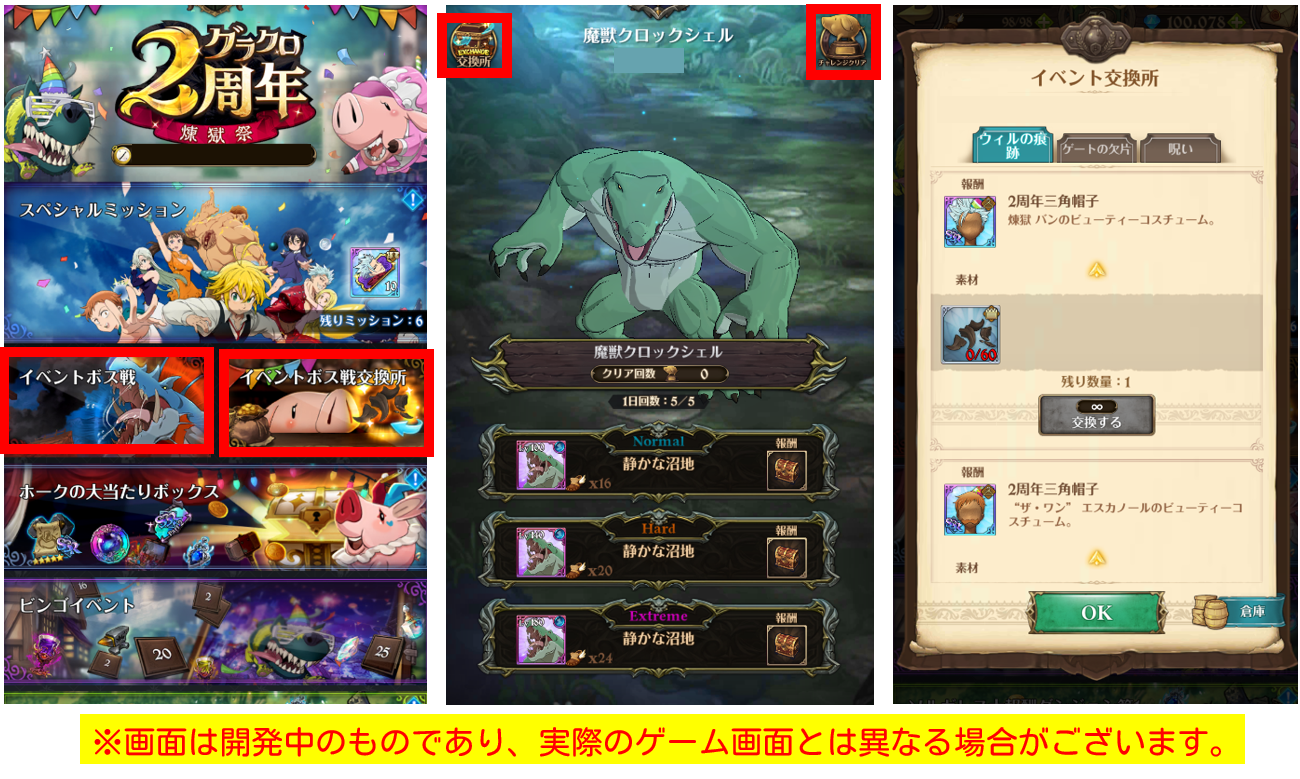 グラクロ
2周年
煉獄祭
スペシャルミッション
10
残りミッション：6
イベントボス戦
イベントボス戦交換所
ホークの大当たりボックス
ビンゴイベント
16
2
2
20
25
EXCHANGE
交換所
魔獣クロックシェル
チャレンジクリア
魔獣クロックシェル
クリア回数 0
1日回数：5／5
Normal
静かな沼地
報酬
x16
Hard
静かな沼地
報酬
x20
Extreme
静かな沼地
報酬
x24
98/98
100,078
イベント交換所
ウィルの痕跡
ゲートの欠片
呪い
報酬
2周年三角帽子
煉獄 バンのビューティーコスチューム。
素材
0/60
残り数量：1
∞
交換する
報酬
2周年三角帽子
“ザ・ワン” エスカノールのビューティーコ
スチューム。
素材
OK
倉庫
※画面は開発中のものであり、実際のゲーム画面とは異なる場合がございます。